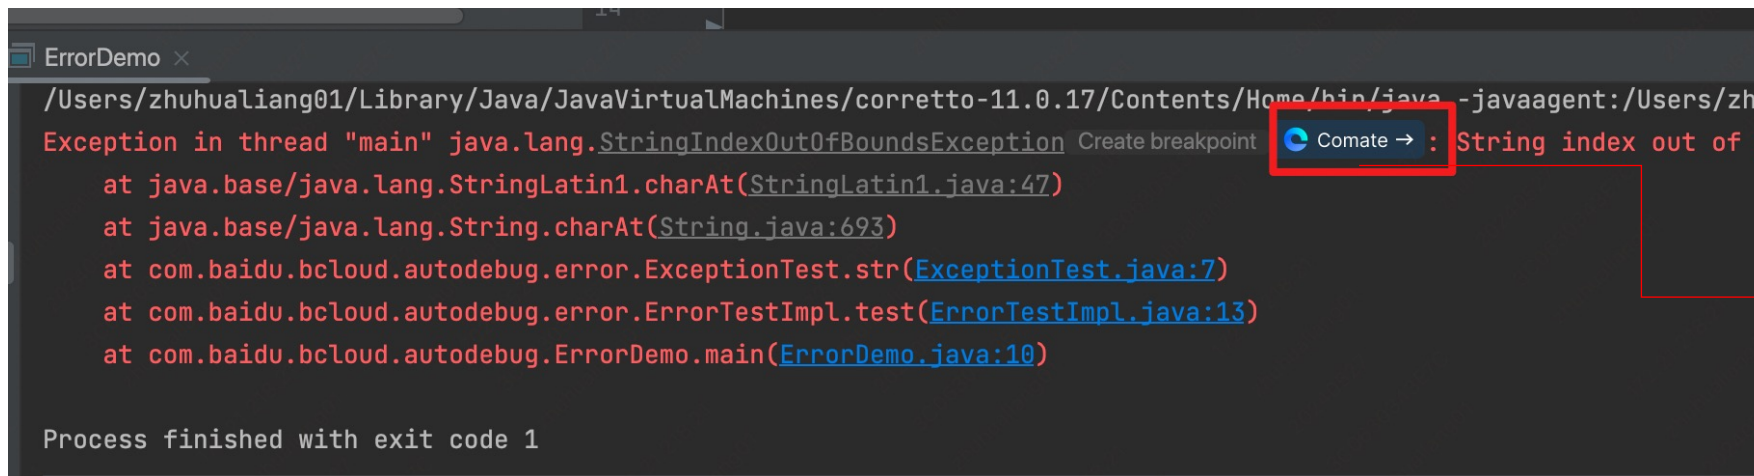 14
ErrorDemo
/Users/zhuhualiang01/Library/Java/JavaVirtualMachines/corretto-11.0.17/Contents/Home/bin/java -javaagent:/Users/zh
Exception in thread "main" java.lang.StringIndexOutOfBoundsException Create breakpoint Comate → : String index out of
at java.base/java.lang.StringLatin1.charAt(StringLatin1.java:47)
at java.base/java.lang.String.charAt(String.java:693)
at com.baidu.bcloud.autodebug.error.ExceptionTest.str(ExceptionTest.java:7)
at com.baidu.bcloud.autodebug.error.ErrorTestImpl.test(ErrorTestImpl.java:13)
at com.baidu.bcloud.autodebug.ErrorDemo.main(ErrorDemo.java:10)
Process finished with exit code 1